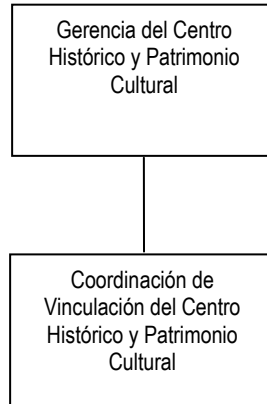 Gerencia del Centro
Histórico y Patrimonio
Cultural
Coordinación de
Vinculación del Centro
Histórico y Patrimonio
Cultural